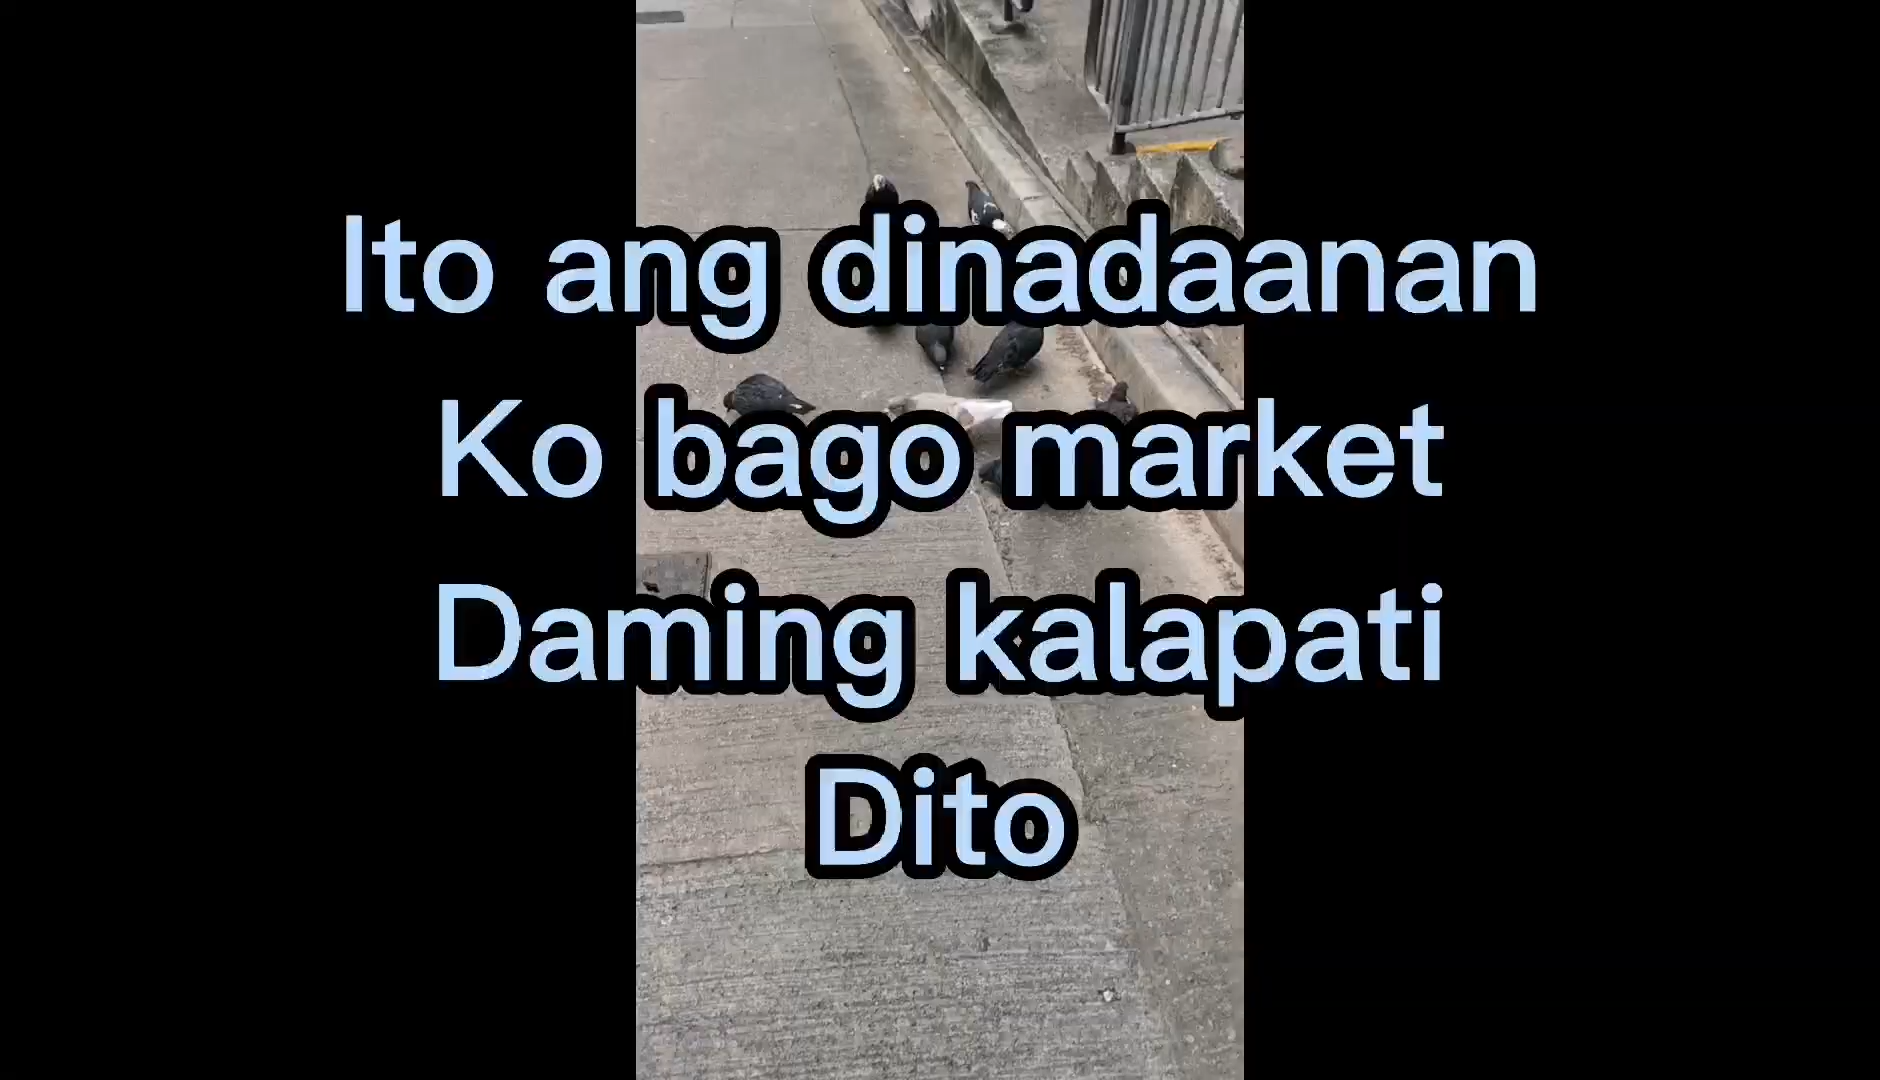 Ito ang dinadaanan
Ko bago market
Daming kalapati
Dito